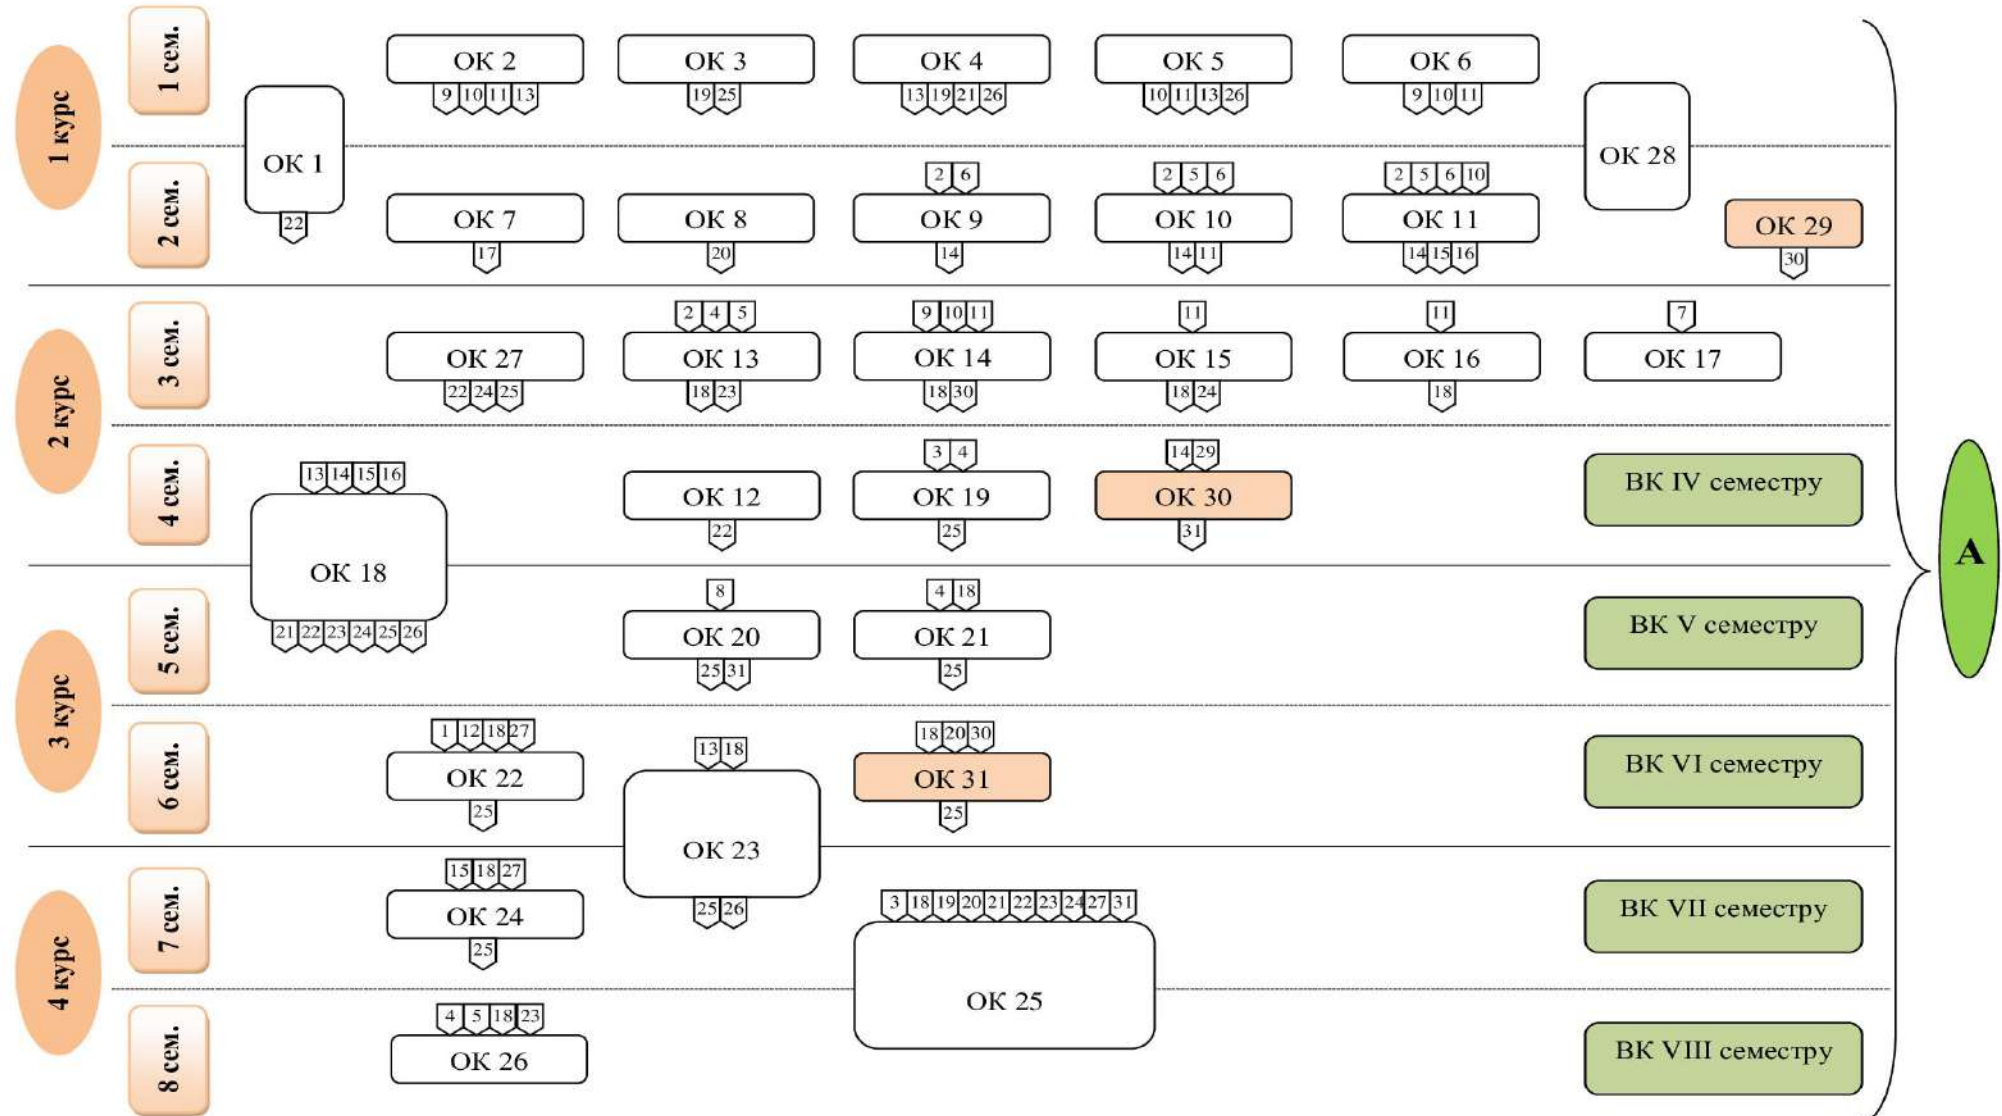 1 курс
1 сем.
ОК 2
ОК 3
ОК 4
ОК 5
ОК 6
9 10 11 13
19 25
13 19 21 26
10 11 13 26
9 10 11
ОК 1
22
ОК 28
2 сем.
2 6
2 5 6
2 5 6 10
ОК 7
ОК 8
ОК 9
ОК 10
ОК 11
ОК 29
17
20
14
14 11
14 15 16
30
2 курс
3 сем.
2 4 5
9 10 11
11
11
7
ОК 27
ОК 13
ОК 14
ОК 15
ОК 16
ОК 17
22 24 25
18 23
18 30
18 24
18
4 сем.
13 14 15 16
3 4
14 29
ОК 12
ОК 19
ОК 30
ВК IV семестру
22
25
31
ОК 18
21 22 23 24 25 26
3 курс
5 сем.
8
4 18
ОК 20
ОК 21
ВК V семестру
25 31
25
6 сем.
1 12 18 27
13 18
18 20 30
ОК 22
ОК 31
ВК VI семестру
25
25
ОК 23
25 26
4 курс
7 сем.
15 18 27
3 18 19 20 21 22 23 24 27 31
ОК 24
ВК VII семестру
25
ОК 25
8 сем.
4 5 18 23
ОК 26
ВК VIII семестру
А